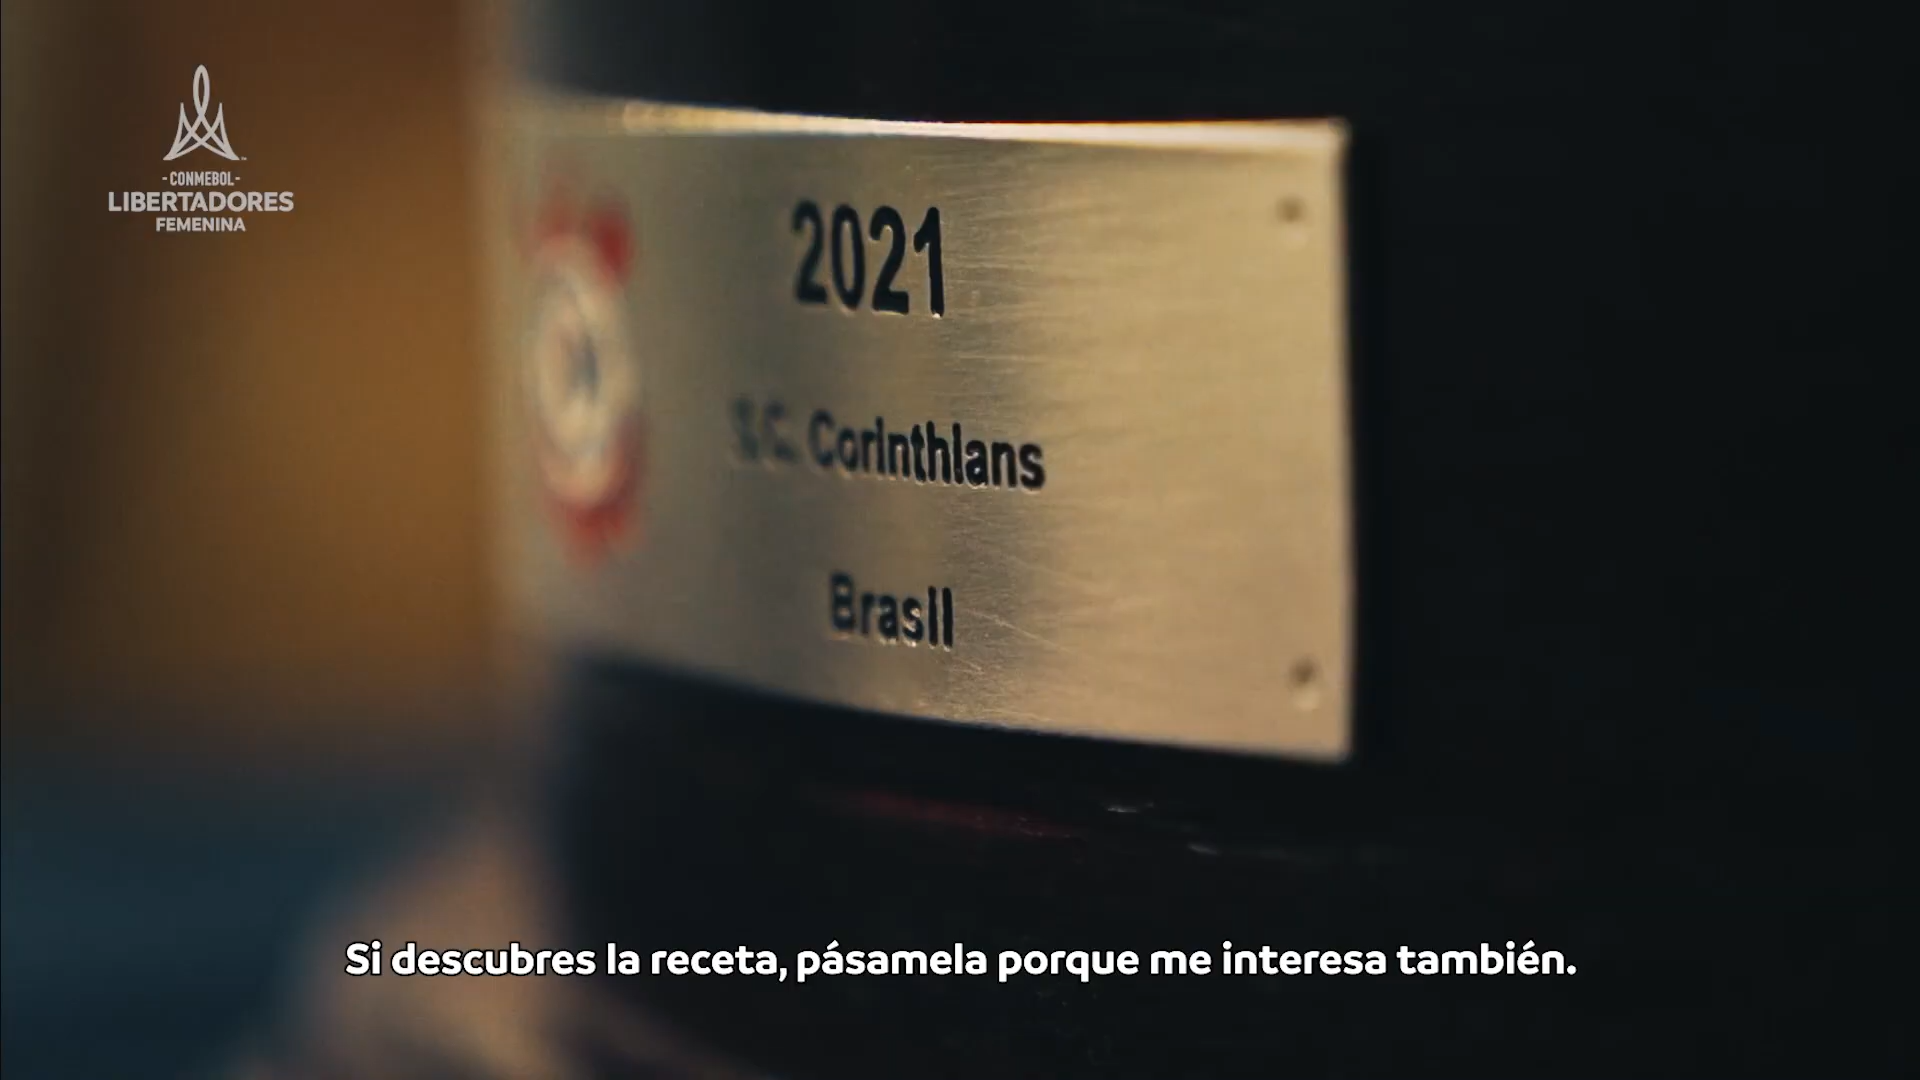 -CONMEBOL-
LIBERTADORES
FEMENINA
2021
S.C. Corinthians
Brasil
Si descubres la receta, pásamela porque me interesa también.